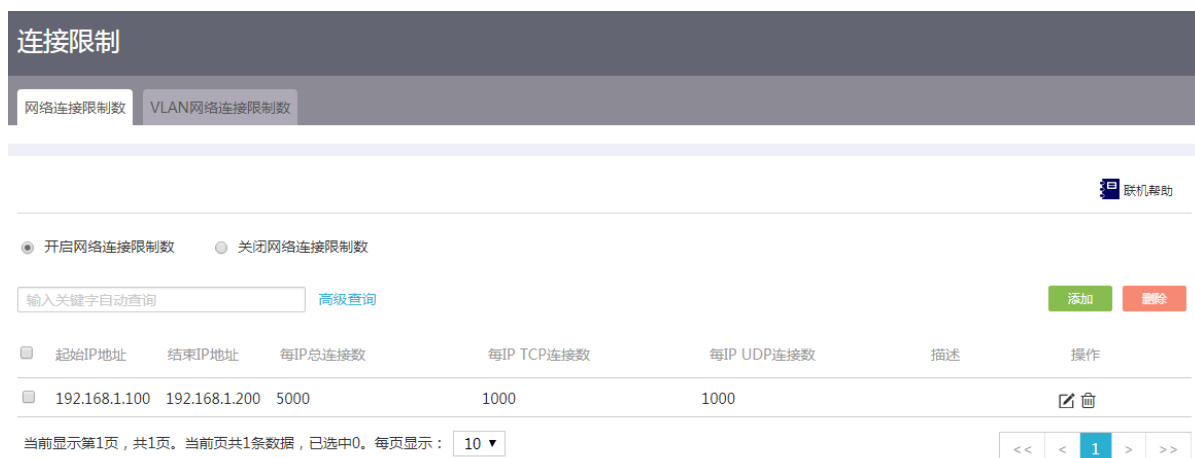 连接限制
网络连接限制数 VLAN网络连接限制数
联机帮助
开启网络连接限制数 关闭网络连接限制数
输入关键字自动查询 高级查询 添加 删除
起始IP地址 结束IP地址 每IP总连接数 每IP TCP连接数 每IP UDP连接数 描述 操作
192.168.1.100 192.168.1.200 5000 1000 1000
当前显示第1页，共1页。当前页共1条数据，已选中0。每页显示： 10 ▼ << < 1 > >>